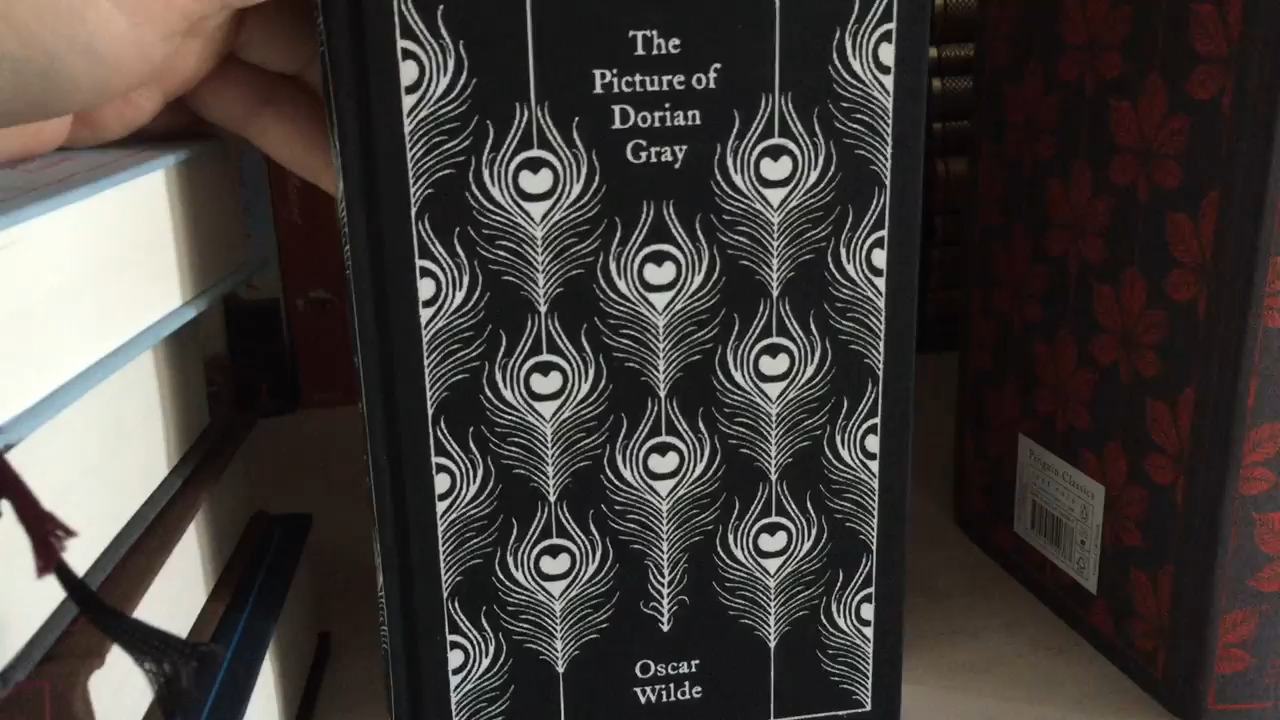 The
Picture of
Dorian
Gray
Oscar
Wilde
Penguin Classics